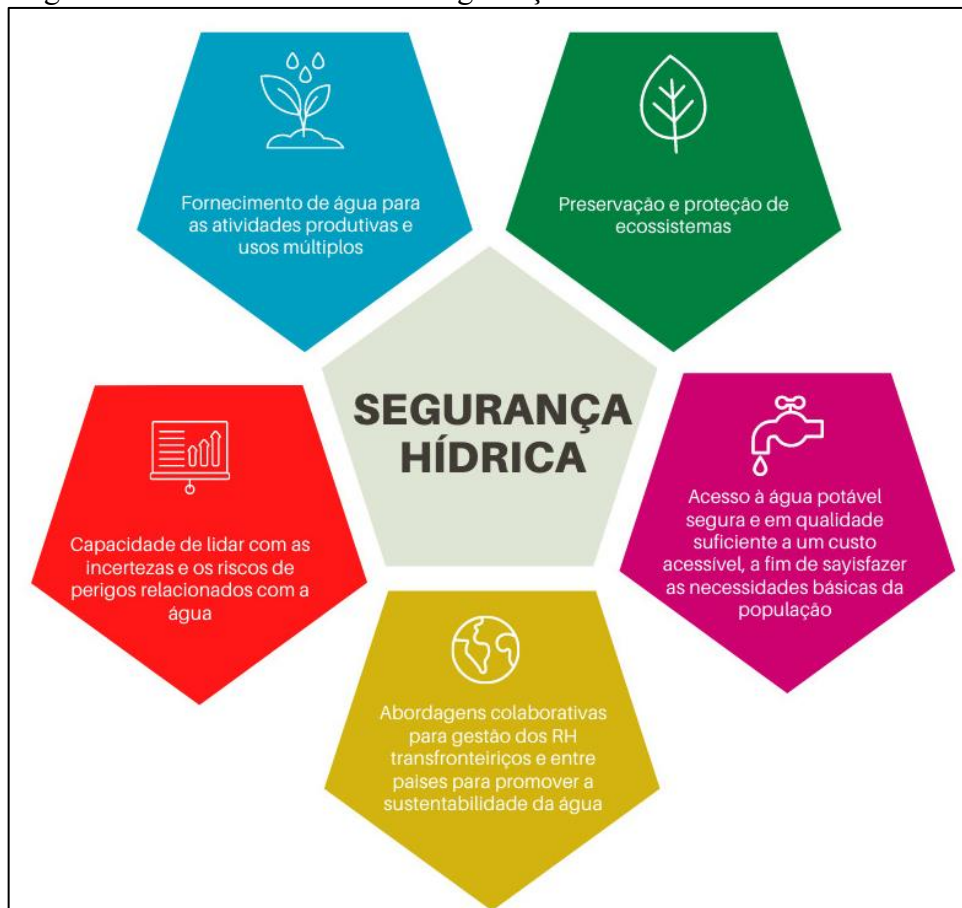 Fornecimento de água para
as atividades produtivas e
usos múltiplos
Preservação e proteção de
ecossistemas
SEGURANÇA
HÍDRICA
Capacidade de lidar com as
incertezas e os riscos de
perigos relacionados com a
água
Acesso à água potável
segura e em qualidade
suficiente a um custo
acessível, a fim de sayisfazer
as necessidades básicas da
população
Abordagens colaborativas
para gestão dos RH
transfronteiriços e entre
países para promover a
sustentabilidade da água